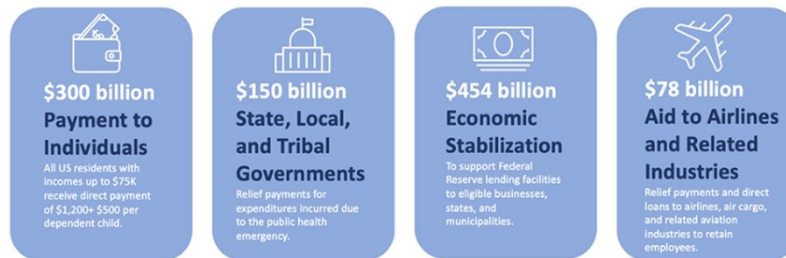 $300 billion
Payment to
Individuals
All US residents with
incomes up to $75K
receive direct payment
of $1,200+ $500 per
dependent child.
$150 billion
State, Local,
and Tribal
Governments
Relief payments for
expenditures incurred due
to the public health
emergency.
$454 billion
Economic
Stabilization
To support Federal
Reserve lending facilities
to eligible businesses,
states, and
municipalities.
$78 billion
Aid to Airlines
and Related
Industries
Relief payments and direct
loans to airlines, air cargo,
and related aviation
industries to retain
employees.